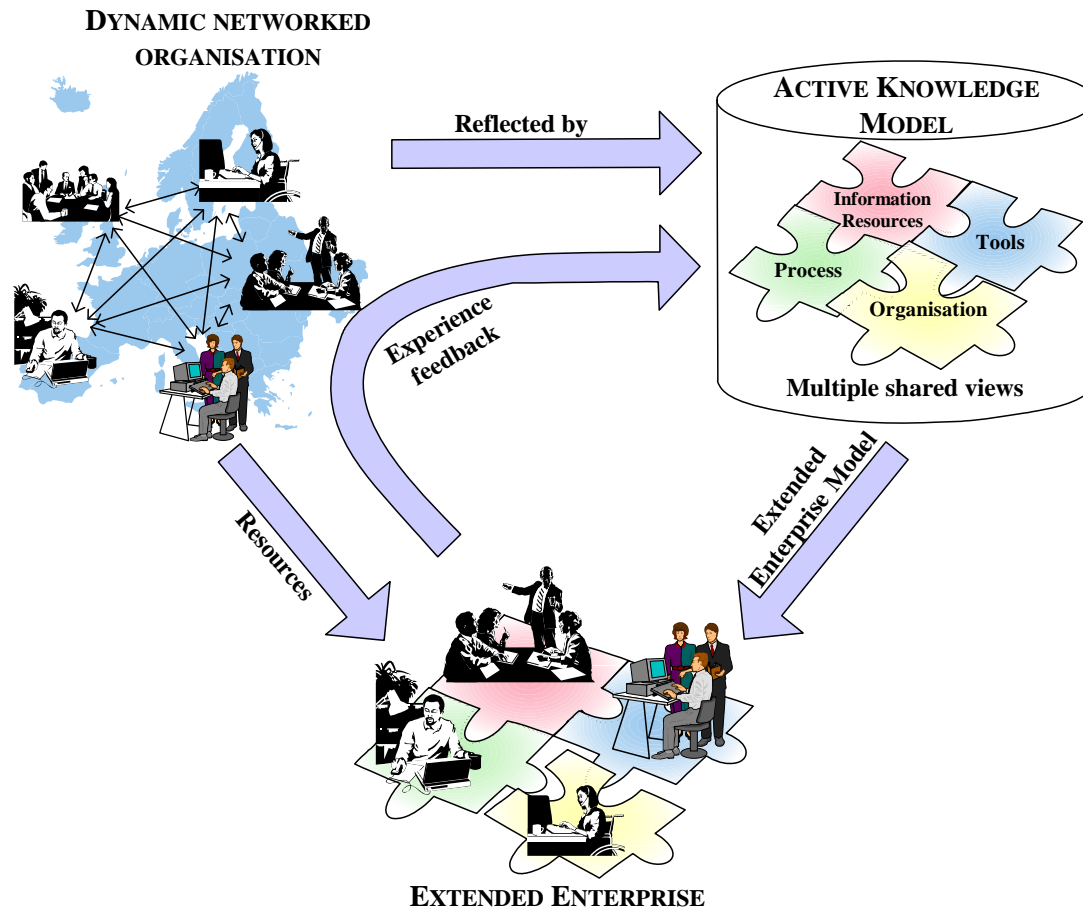 DYNAMIC NETWORKED
ORGANISATION
Reflected by
ACTIVE KNOWLEDGE
MODEL
Information
Resources
Tools
Process
Organisation
Multiple shared views
Experience
feedback
Resources
Extended
Enterprise Model
EXTENDED ENTERPRISE